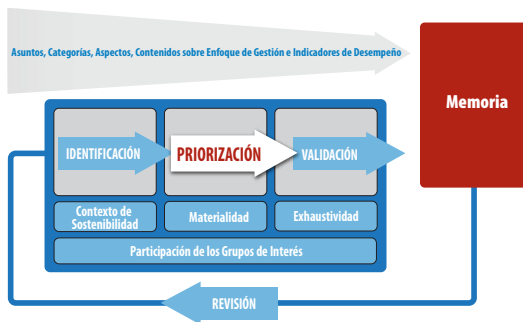 Asuntos, Categorías, Aspectos, Contenidos sobre Enfoque de Gestión e Indicadores de Desempeño
Memoria
IDENTIFICACIÓN
PRIORIZACIÓN
VALIDACIÓN
Contexto de
Sostenibilidad
Materialidad
Exhaustividad
Participación de los Grupos de Interés
REVISIÓN